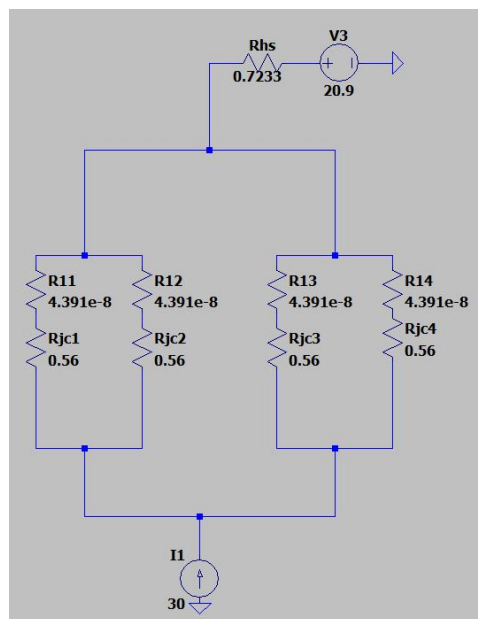 V3
Rhs
0.7233
20.9
R11
4.391e-8
R12
4.391e-8
R13
4.391e-8
R14
4.391e-8
Rjc1
0.56
Rjc2
0.56
Rjc3
0.56
Rjc4
0.56
I1
30